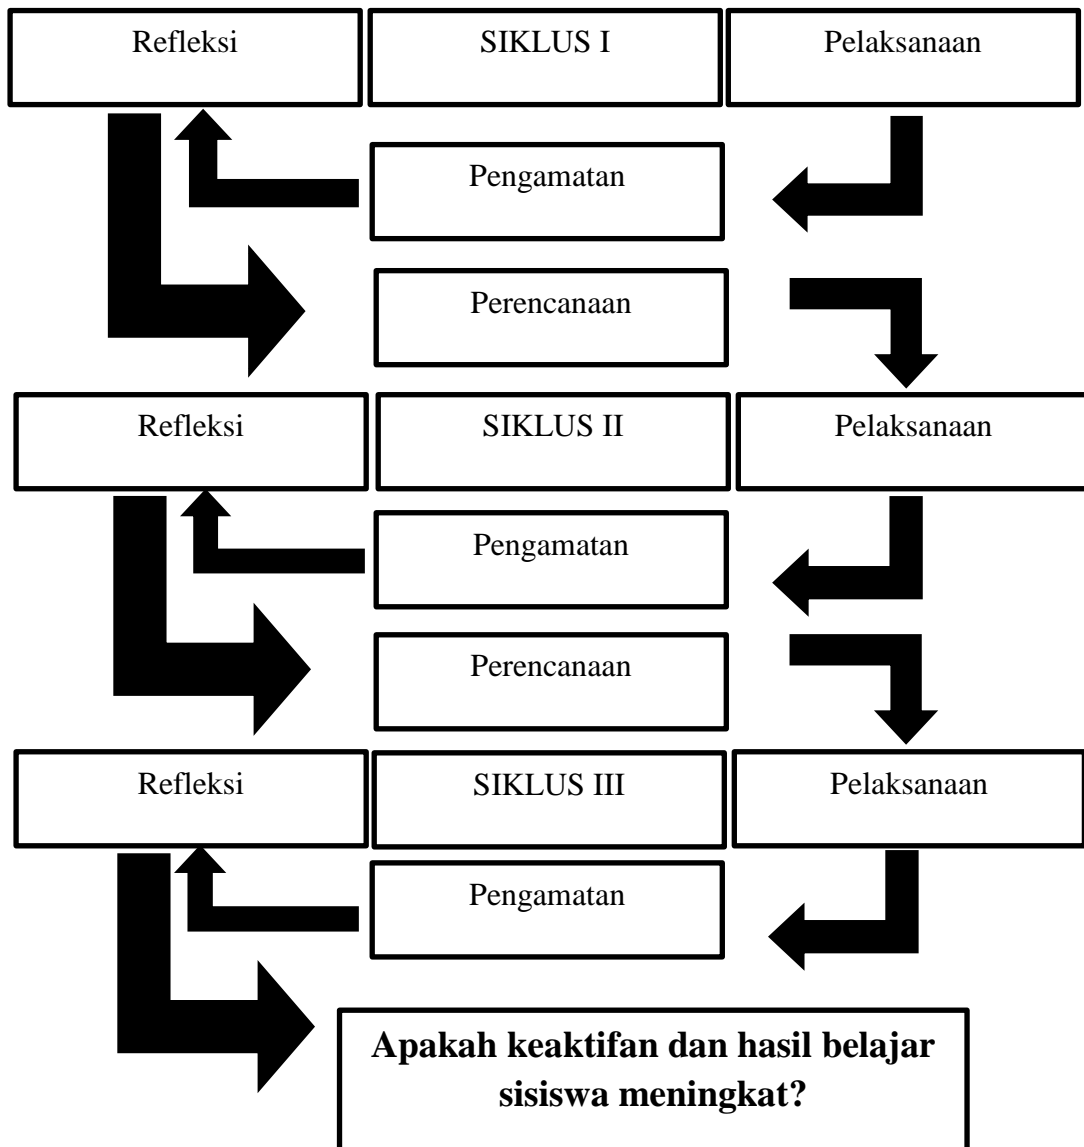 Refleksi
SIKLUS I
Pelaksanaan
Pengamatan
Perencanaan
Refleksi
SIKLUS II
Pelaksanaan
Pengamatan
Perencanaan
Refleksi
SIKLUS III
Pelaksanaan
Pengamatan
Apakah keaktifan dan hasil belajar
sisiswa meningkat?